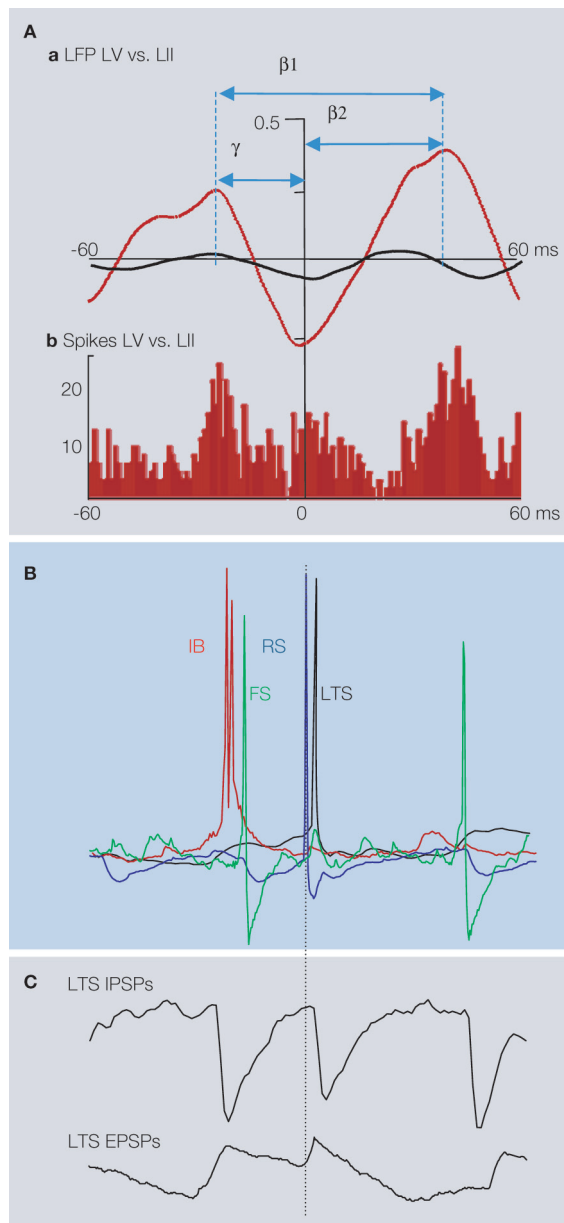 A
a LFP LV vs. LII
β1
0.5
β2
γ
-60
60 ms
b Spikes LV vs. LII
20
10
-60
0
60 ms
B
IB
RS
FS
LTS
C
LTS IPSPs
LTS EPSPs